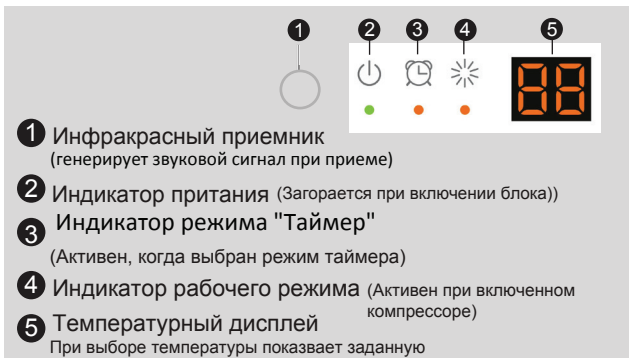 1 2 3 4 5
88
1 Инфракрасный приемник
(генерирует звуковой сигнал при приеме)
2 Индикатор притания (Загорается при включении блока))
3 Индикатор режима "Таймер"
(Активен, когда выбран режим таймера)
4 Индикатор рабочего режима (Активен при включенном
компрессоре)
5 Температурный дисплей
При выборе температуры показвает заданную